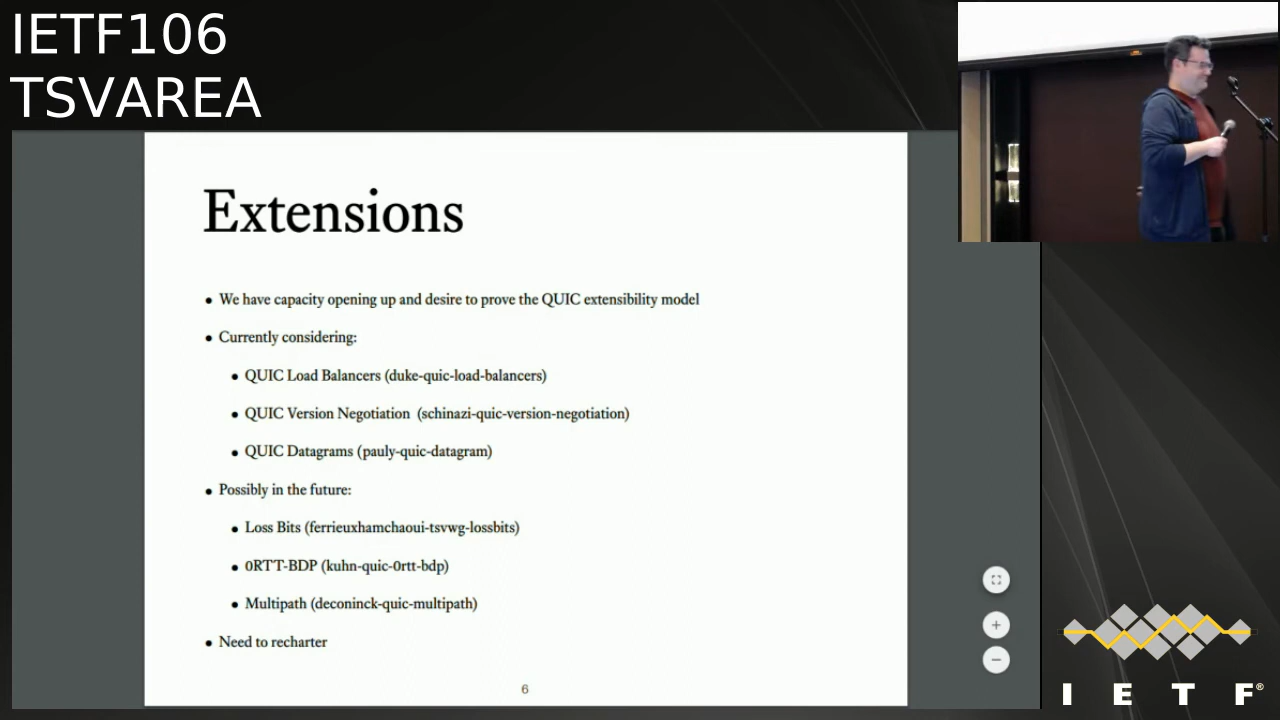 IETF106
TSVAREA
Extensions
• We have capacity opening up and desire to prove the QUIC extensibility model
• Currently considering:
• QUIC Load Balancers (duke-quic-load-balancers)
• QUIC Version Negotiation (schinazi-quic-version-negotiation)
• QUIC Datagrams (pauly-quic-datagram)
• Possibly in the future:
• Loss Bits (ferrieuxhamchaoui-tsvwg-lossbits)
• 0RTT-BDP (kuhn-quic-0rtt-bdp)
• Multipath (deconinck-quic-multipath)
• Need to recharter
6
I E T F®